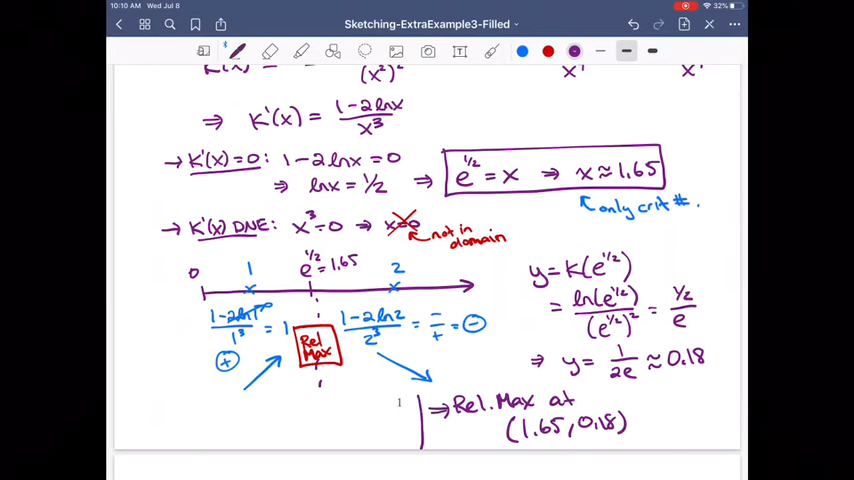 10:10 AM Wed Jul 8
32%
Sketching-ExtraExample3-Filled
(x²)²
⇒ K'(x) = 1-2lnx / x³
→ K'(x)=0: 1-2lnx=0
⇒ lnx=1/2 ⇒ e^1/2 = x ⇒ x≈1.65
only crit #.
→ K'(x) DNE: x³=0 ⇒ x=0
not in domain
0 1 e^1/2=1.65 2
1-2ln1 / 1³ = 1
+
Rel Max
1-2ln2 / 2³ = - / + = -
y=K(e^1/2)
= ln(e^1/2) / (e^1/2)² = 1/2 / e
⇒ y= 1/2e ≈0.18
1
⇒Rel.Max at
(1.65,0.18)